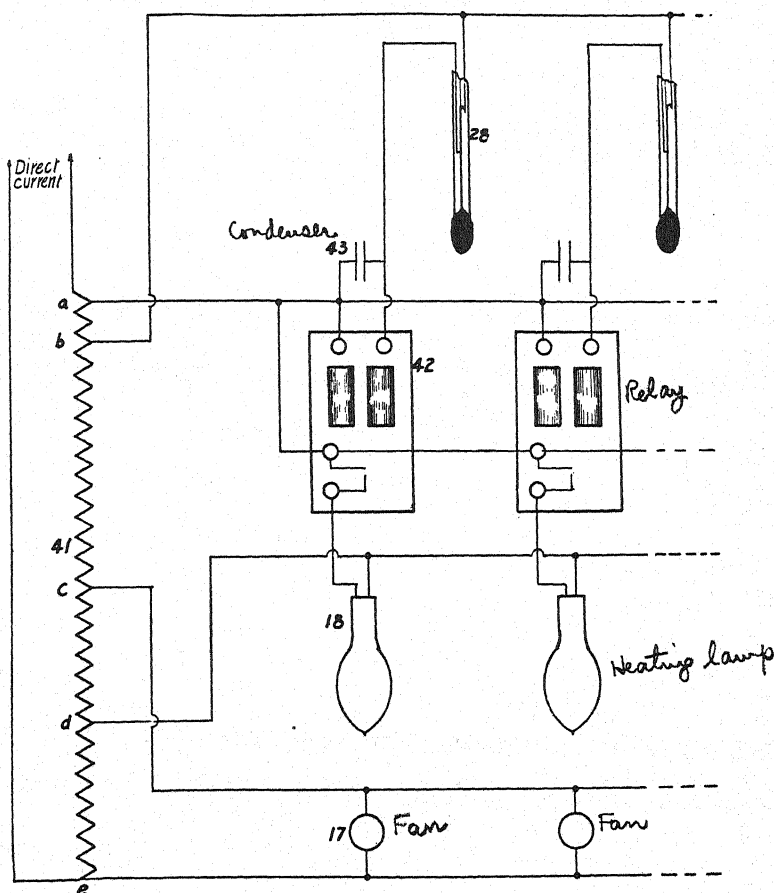 28
Direct
current
Condenser
43
a
b
42
Relay
41
c
18
Heating lamp
d
17
Fan
Fan
e